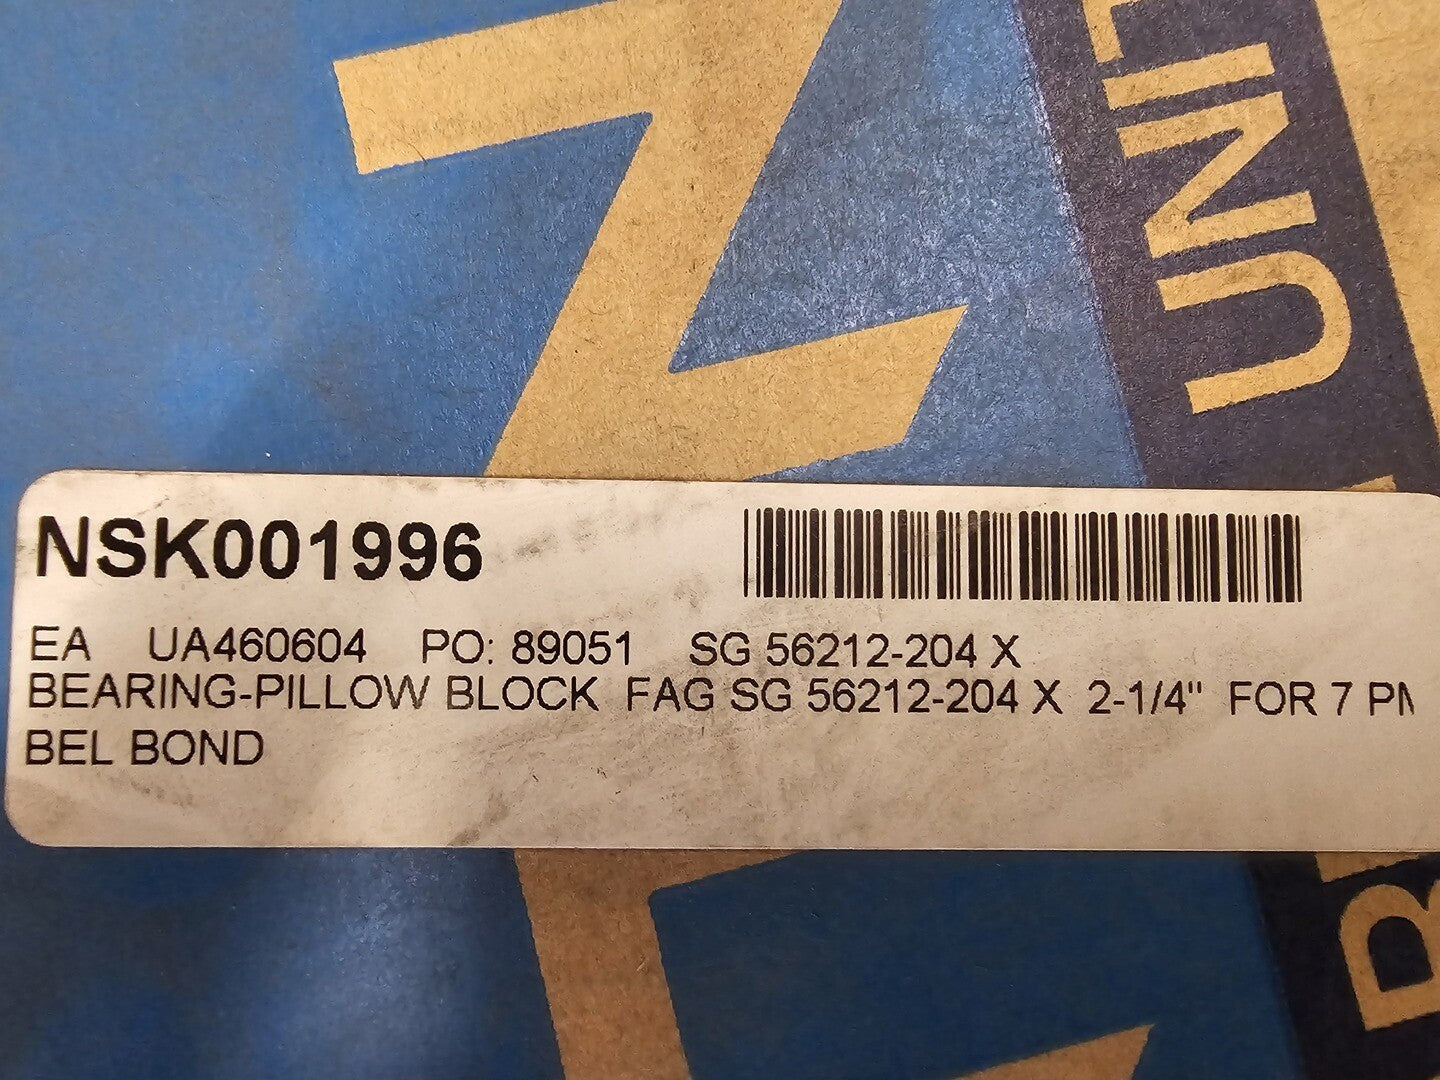 NSK001996
EA UA460604 PO: 89051 SG 56212-204 X
BEARING-PILLOW BLOCK FAG SG 56212-204 X 2-1/4" FOR 7
BEL BOND